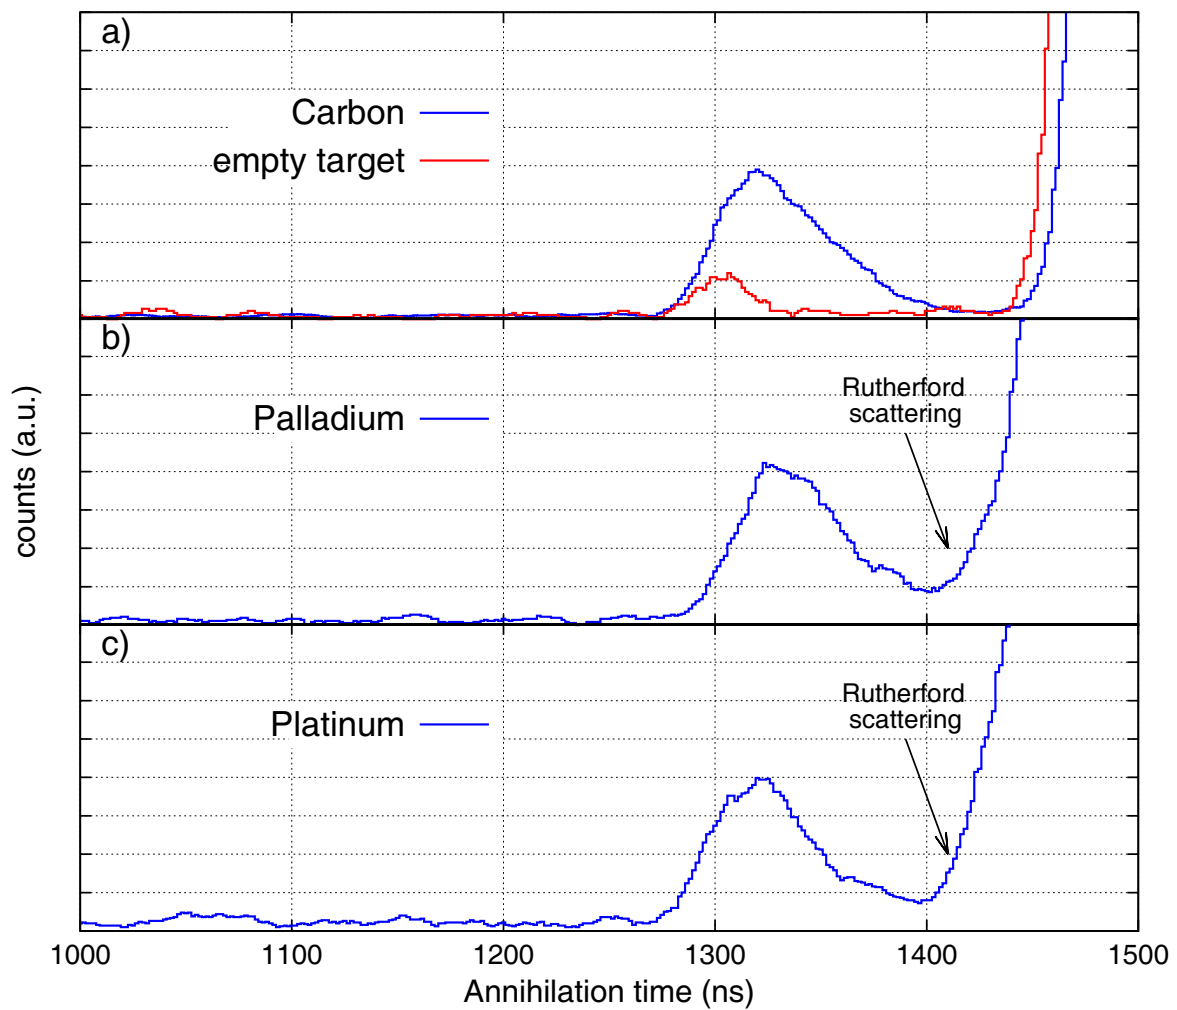 a)
Carbon
empty target
b)
Rutherford
scattering
Palladium
counts (a.u.)
c)
Rutherford
scattering
Platinum
1000 1100 1200 1300 1400 1500
Annihilation time (ns)